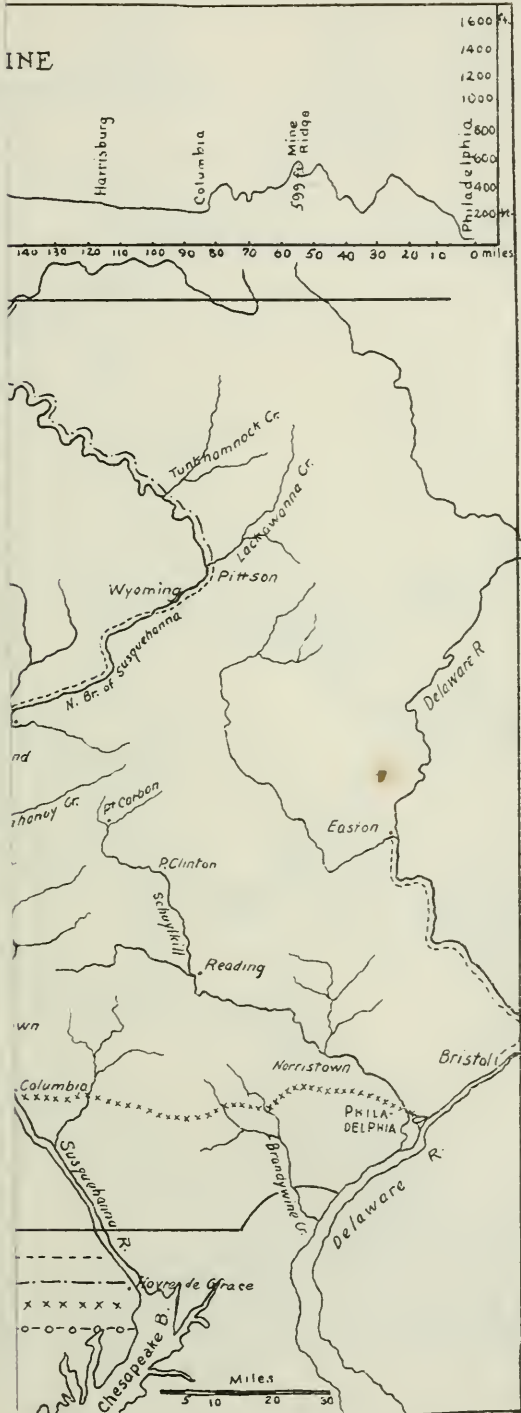 INE
1600 ft.
1400
1200
1000
800
600
400
200 ft.
Harrisburg
Columbia
599 ft. Mine Ridge
Philadelphia
140 130 120 110 100 90 80 70 60 50 40 30 20 10 0 miles
Tunkhamnock Cr.
Lackawanna Cr.
Wyoming
Pittson
N. Br. of Susquehanna
Delaware R
nd
ahonuy Cr.
Pt Carbon
Easton
P. Clinton
Schuylkill
Reading
wn
Norristown
Bristol
Columbia
PHILA-
DELPHIA
Susquehanna R.
Brandywine Cr.
Delaware R.
Havre de Grace
Chesapeake B.
Miles
5 10 20 30